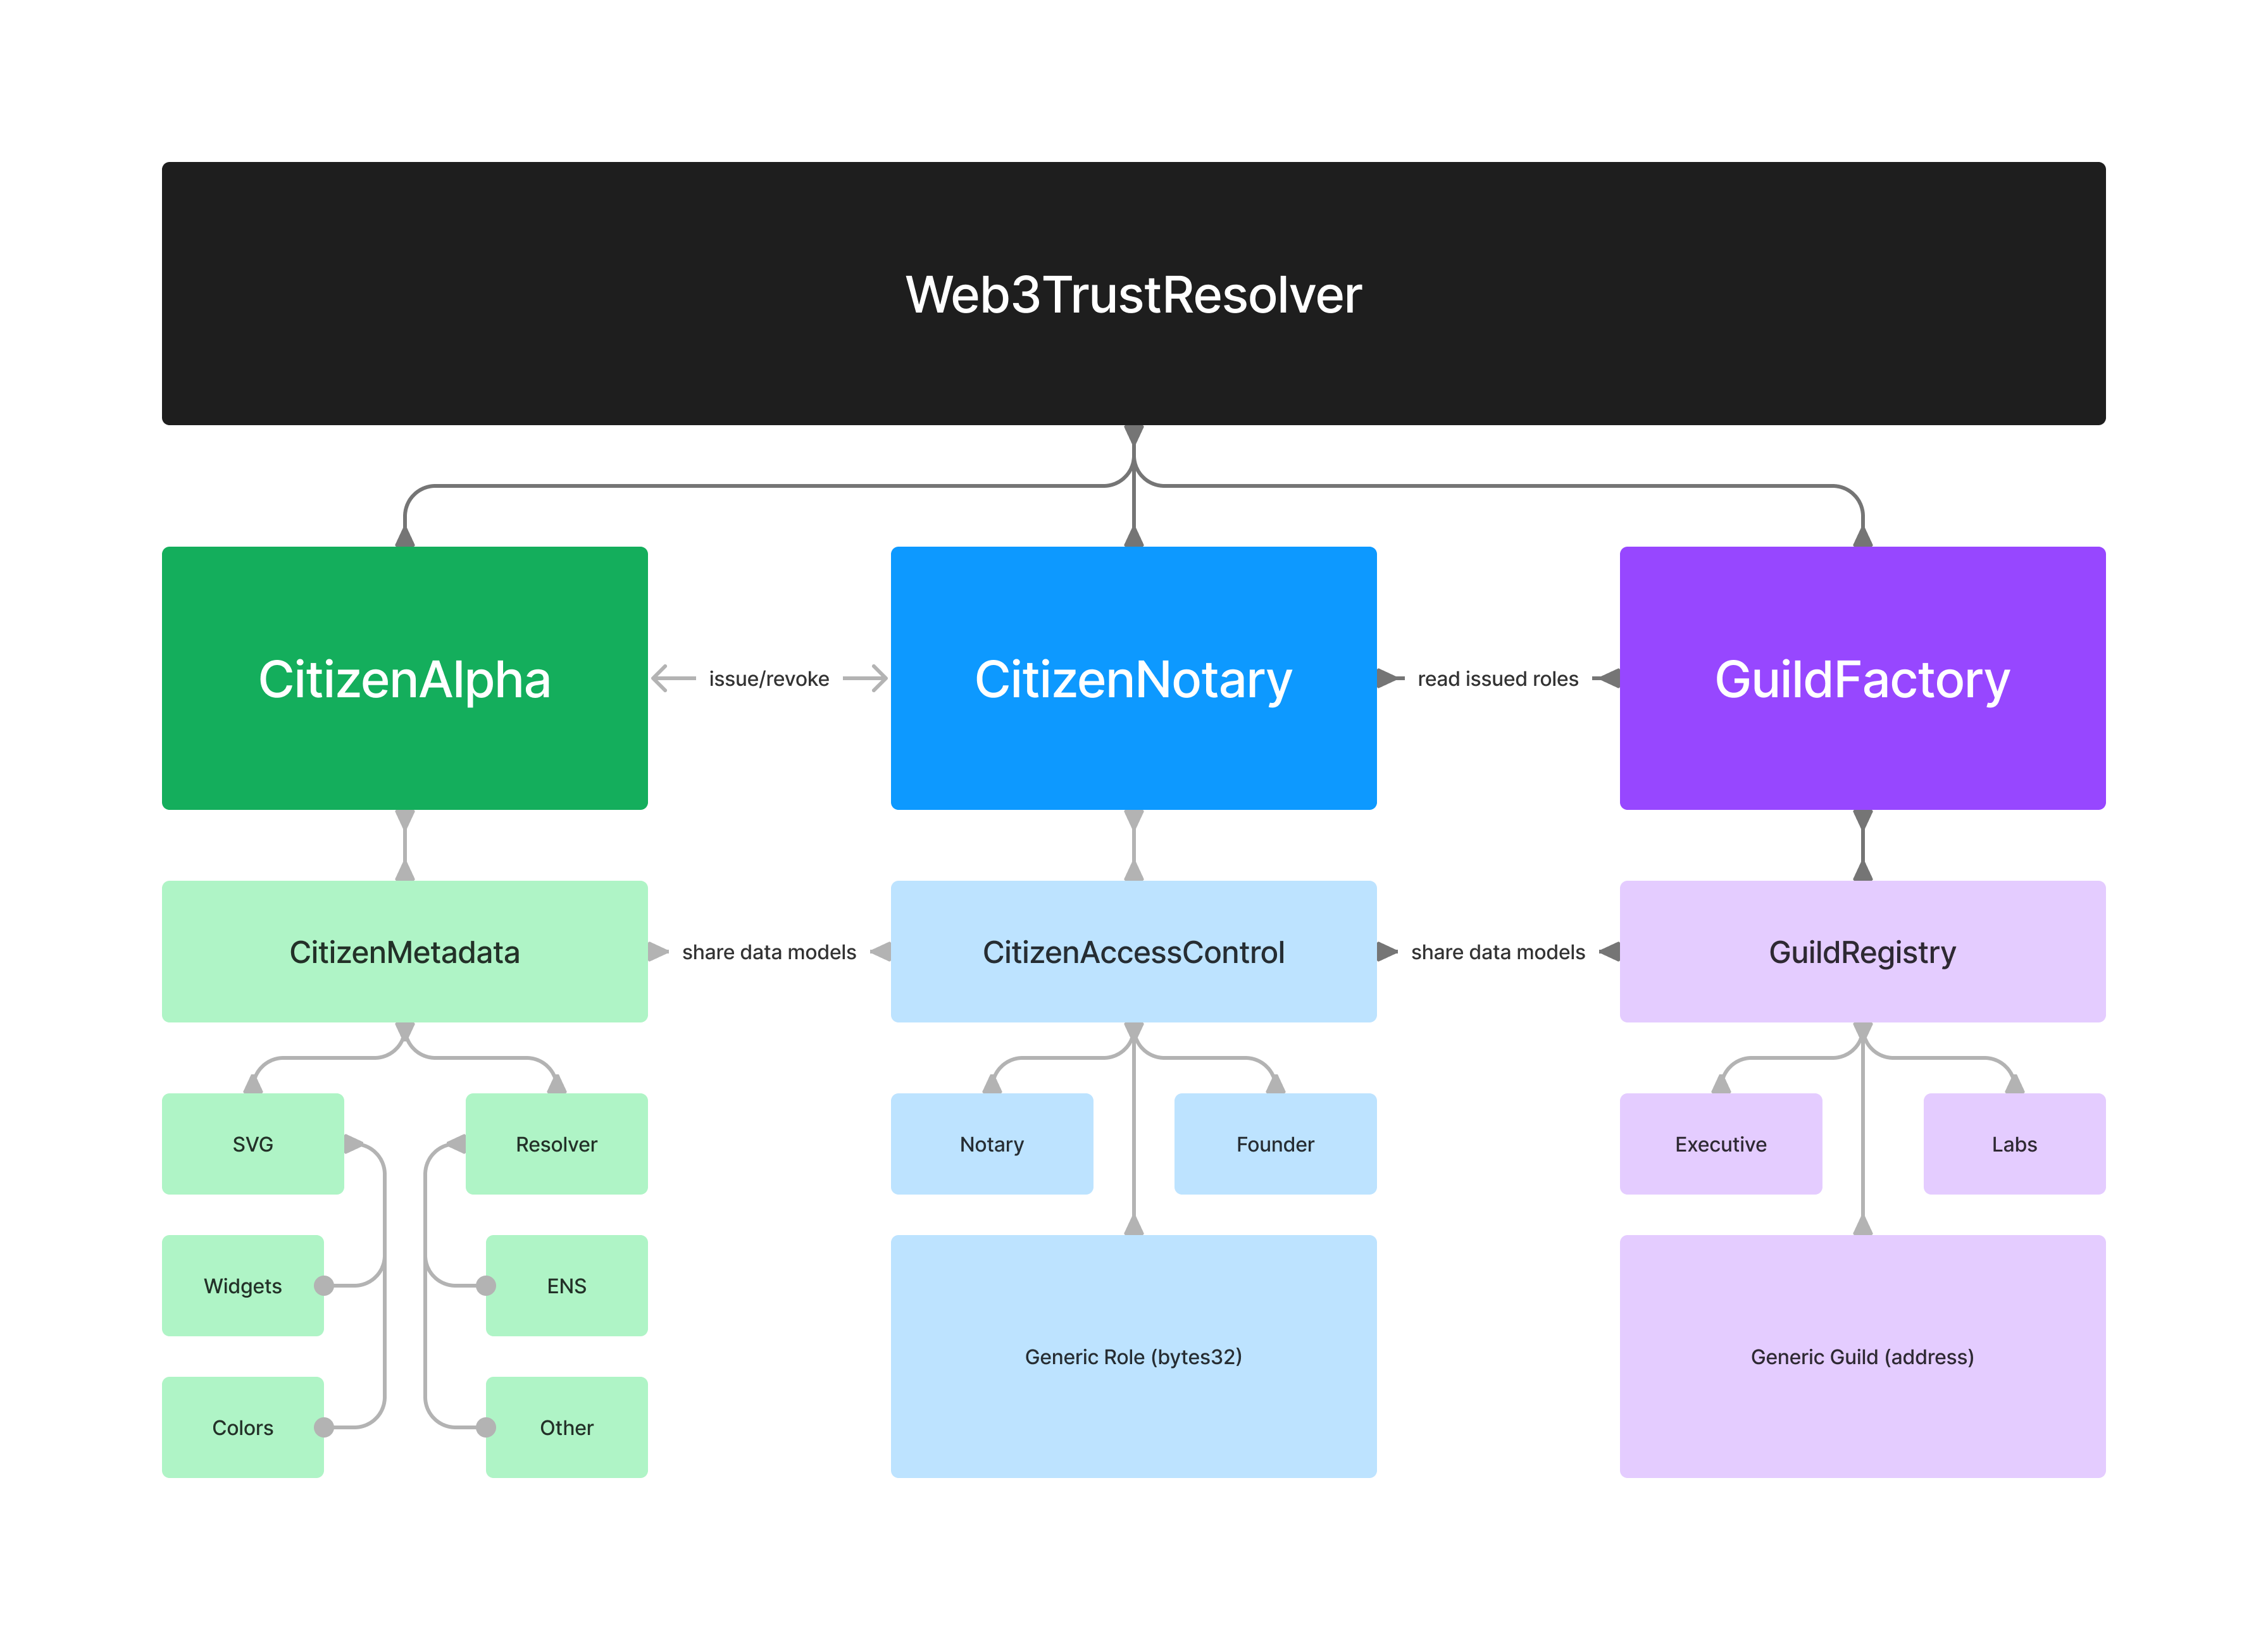 Web3TrustResolver
CitizenAlpha
issue/revoke
CitizenNotary
read issued roles
GuildFactory
CitizenMetadata
share data models
CitizenAccessControl
share data models
GuildRegistry
SVG
Resolver
Notary
Founder
Executive
Labs
Widgets
ENS
Generic Role (bytes32)
Generic Guild (address)
Colors
Other